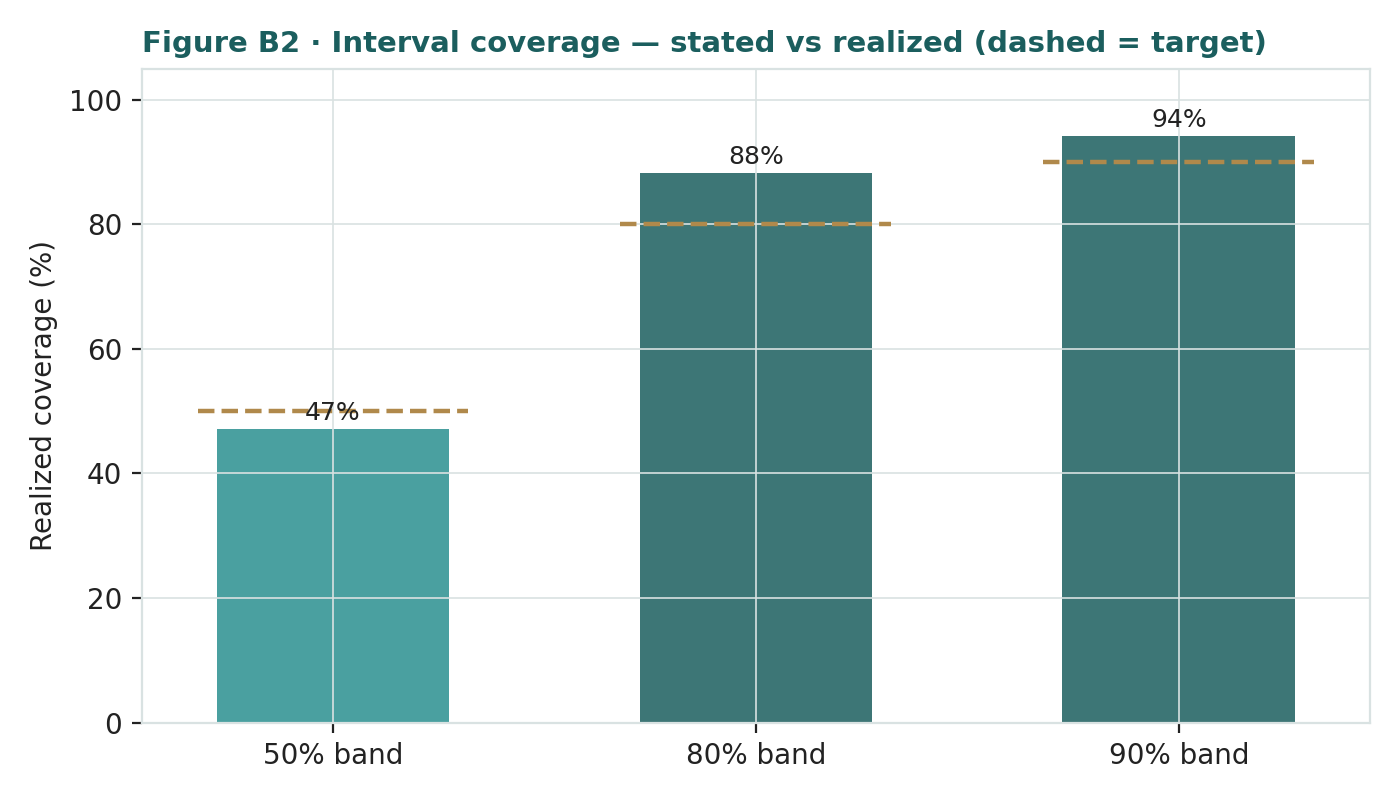 Figure B2 · Interval coverage — stated vs realized (dashed = target)
Realized coverage (%)
100
80
60
40
20
0
47%
88%
94%
50% band
80% band
90% band